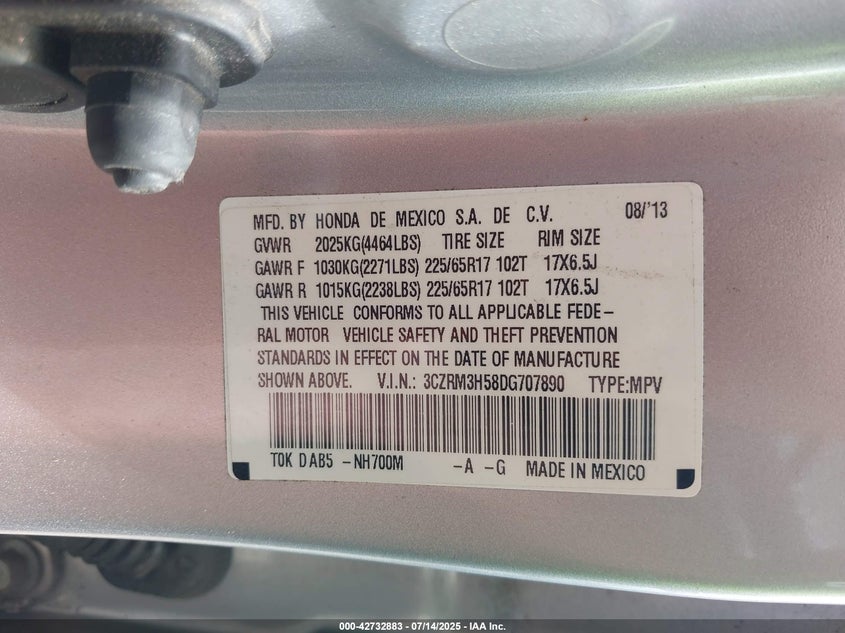 MFD. BY HONDA DE MEXICO S.A. DE C.V. 08/'13
GVWR 2025KG(4464LBS) TIRE SIZE RIM SIZE
GAWR F 1030KG(2271LBS) 225/65R17 102T 17X6.5J
GAWR R 1015KG(2238LBS) 225/65R17 102T 17X6.5J
THIS VEHICLE CONFORMS TO ALL APPLICABLE FEDE-
RAL MOTOR VEHICLE SAFETY AND THEFT PREVENTION
STANDARDS IN EFFECT ON THE DATE OF MANUFACTURE
SHOWN ABOVE. V.I.N.: 3CZRM3H58DG707890 TYPE:MPV
T0K D AB5 -NH700M -A -G MADE IN MEXICO
000-42732883 - 07/14/2025 - IAA Inc.